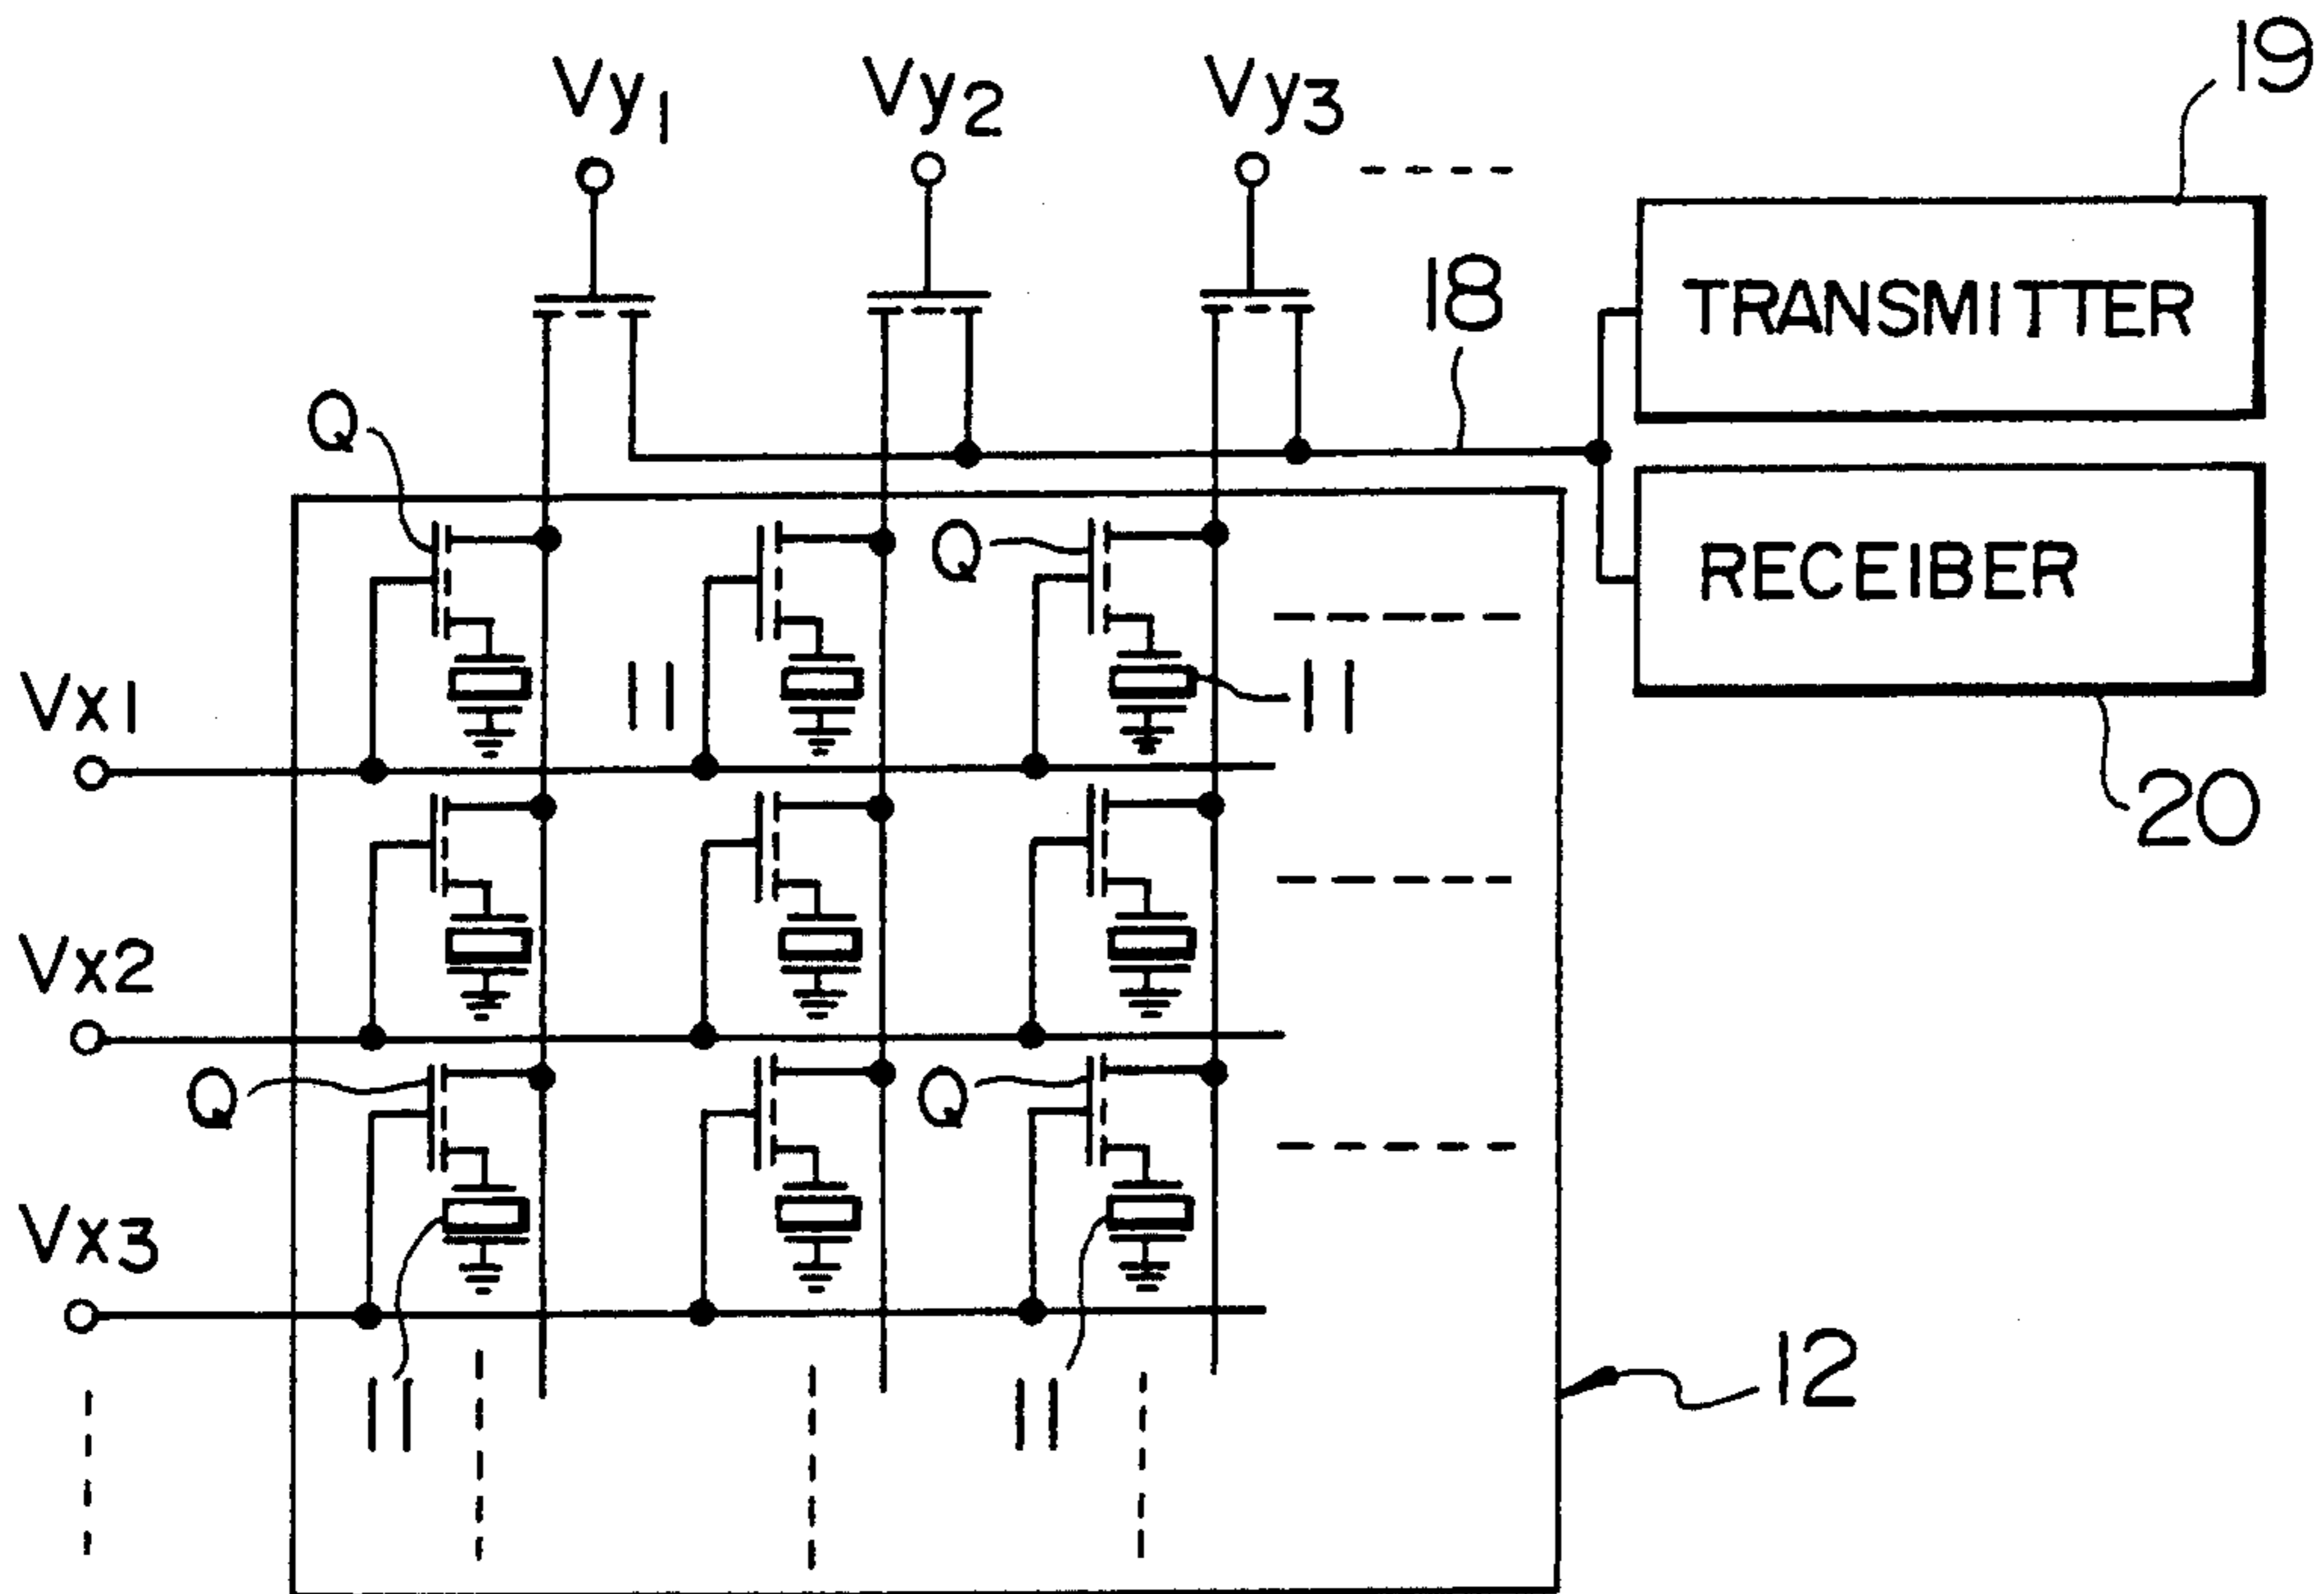 19
Vy1
Vy2
Vy3
18
TRANSMITTER
Q
Q
RECEIBER
Vx1
11
11
20
Vx2
Q
Q
Vx3
11
11
12